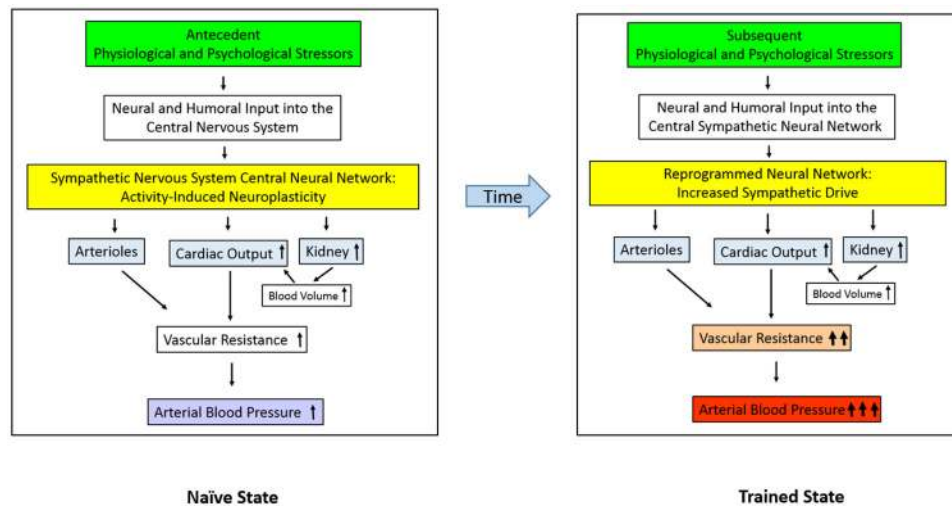 Antecedent
Physiological and Psychological Stressors
Neural and Humoral Input into the
Central Nervous System
Sympathetic Nervous System Central Neural Network:
Activity-Induced Neuroplasticity
Arterioles
Cardiac Output
Kidney
Blood Volume
Vascular Resistance
Arterial Blood Pressure
Naïve State
Time
Subsequent
Physiological and Psychological Stressors
Neural and Humoral Input into the
Central Sympathetic Neural Network
Reprogrammed Neural Network:
Increased Sympathetic Drive
Arterioles
Cardiac Output
Kidney
Blood Volume
Vascular Resistance
Arterial Blood Pressure
Trained State